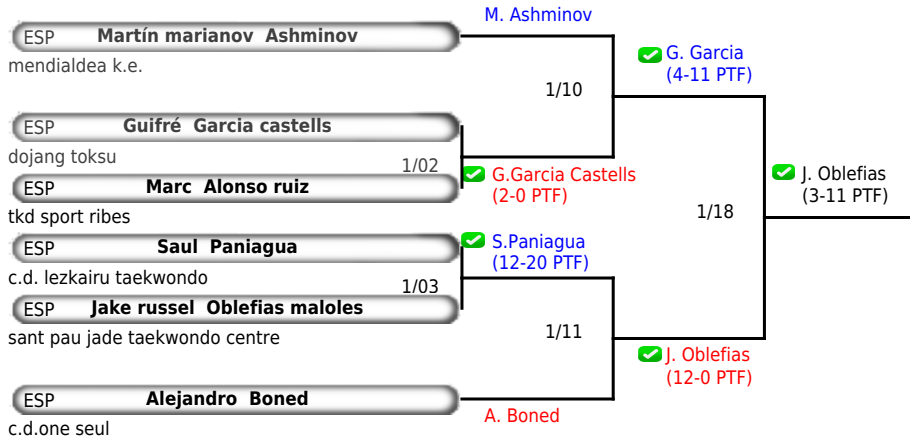 M. Ashminov
ESP Martín marianov Ashminov
mendialdea k.e.
G. Garcia
(4-11 PTF)
1/10
ESP Guifré Garcia castells
dojang toksu
1/02
G.Garcia Castells
(2-0 PTF)
ESP Marc Alonso ruiz
tkd sport ribes
J. Oblefias
(3-11 PTF)
1/18
ESP Saul Paniagua
c.d. lezkairu taekwondo
S.Paniagua
(12-20 PTF)
1/03
ESP Jake russel Oblefias maloles
sant pau jade taekwondo centre
1/11
J. Oblefias
(12-0 PTF)
ESP Alejandro Boned
c.d.one seul
A. Boned